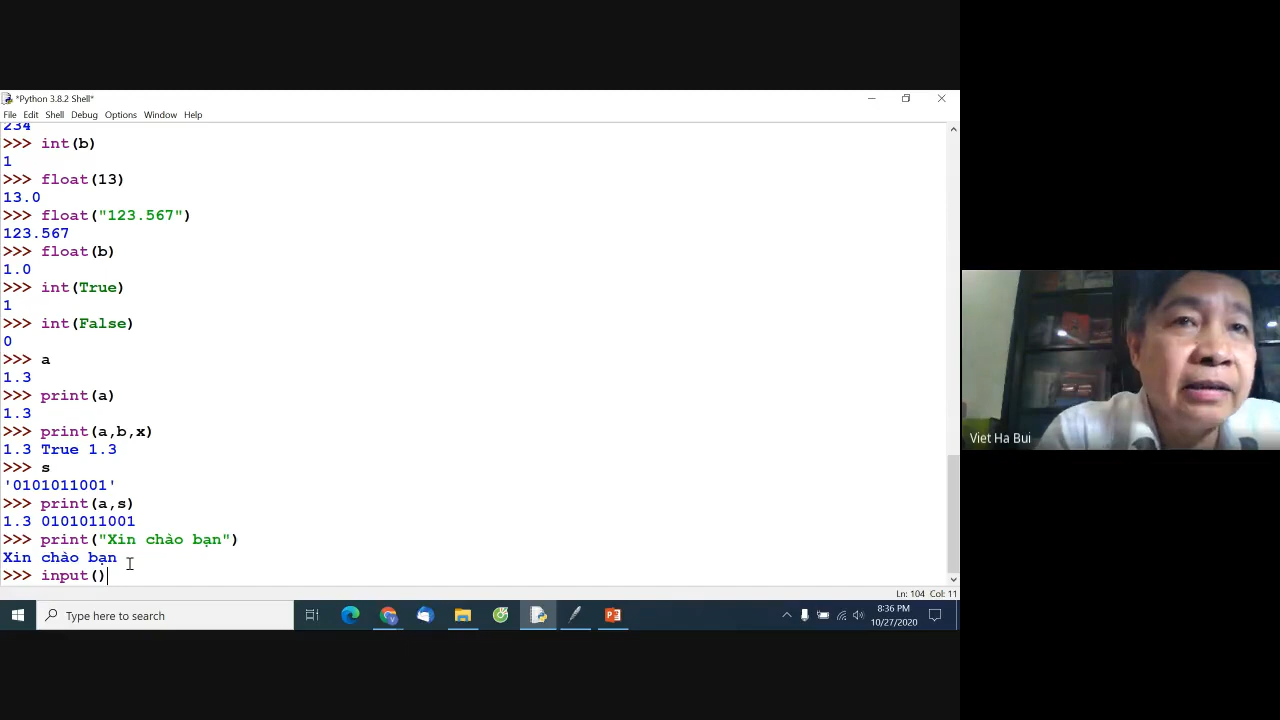 *Python 3.8.2 Shell*
File Edit Shell Debug Options Window Help
234
>>> int(b)
1
>>> float(13)
13.0
>>> float("123.567")
123.567
>>> float(b)
1.0
>>> int(True)
1
>>> int(False)
0
>>> a
1.3
>>> print(a)
1.3
>>> print(a,b,x)
1.3 True 1.3
>>> s
'0101011001'
>>> print(a,s)
1.3 0101011001
>>> print("Xin chào bạn")
Xin chào bạn
>>> input()
Ln: 104 Col: 11
Type here to search
8:36 PM
10/27/2020
Viet Ha Bui